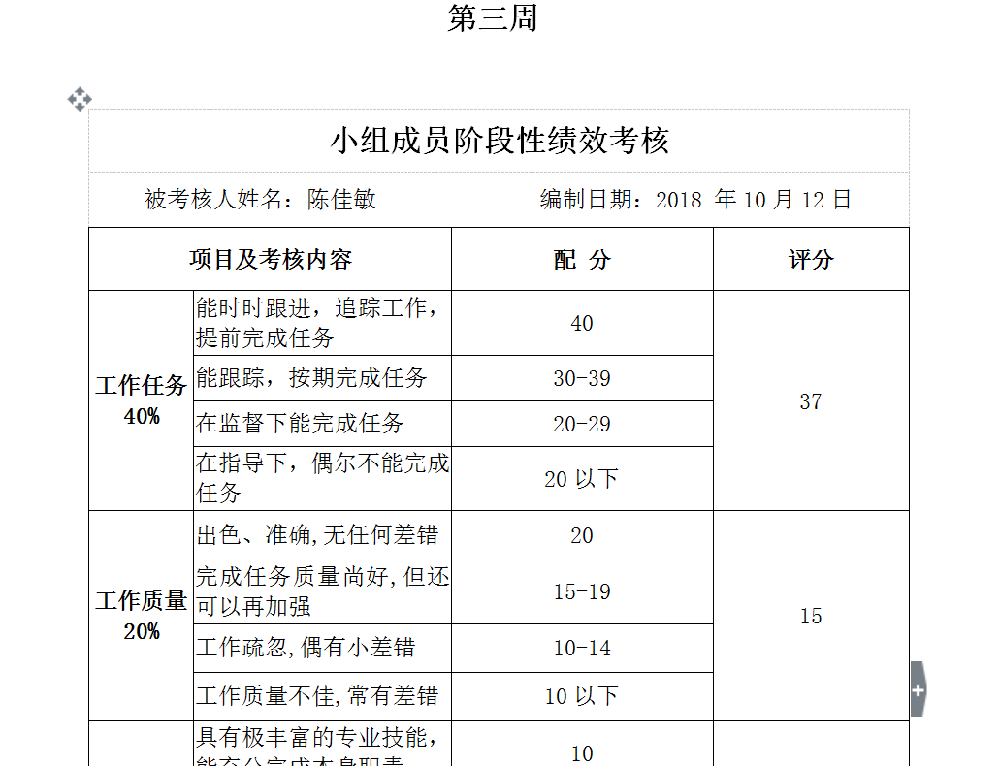 第三周
小组成员阶段性绩效考核
被考核人姓名：陈佳敏 编制日期：2018 年 10 月 12 日
项目及考核内容 配 分 评分
工作任务
40%
能时时跟进，追踪工作，
提前完成任务
40
37
能跟踪，按期完成任务
30-39
在监督下能完成任务
20-29
在指导下，偶尔不能完成
任务
20 以下
工作质量
20%
出色、准确,无任何差错
20
15
完成任务质量尚好,但还
可以再加强
15-19
工作疏忽,偶有小差错
10-14
工作质量不佳,常有差错
10 以下
具有极丰富的专业技能，
能充分完成本身职责
10